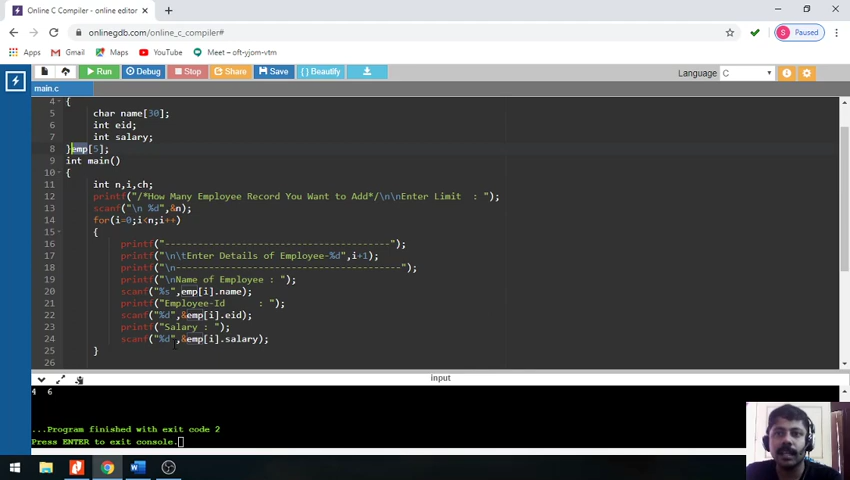 Online C Compiler - online editor
onlinegdb.com/online_c_compiler#
S Paused
Apps Gmail Maps YouTube Meet – oft-yjom-vtm
Run Debug Stop Share Save { } Beautify Language C
main.c
4 {
5 char name[30];
6 int eid;
7 int salary;
8 }emp[5];
9 int main()
10 {
11 int n,i,ch;
12 printf("/*How Many Employee Record You Want to Add*/\n\nEnter Limit : ");
13 scanf("\n %d",&n);
14 for(i=0;i<n;i++)
15 {
16 printf("----------------------------------------");
17 printf("\n\tEnter Details of Employee-%d",i+1);
18 printf("\n----------------------------------------");
19 printf("\nName of Employee : ");
20 scanf("%s",emp[i].name);
21 printf("Employee-Id : ");
22 scanf("%d",&emp[i].eid);
23 printf("Salary : ");
24 scanf("%d",&emp[i].salary);
25 }
26
input
4 6
...Program finished with exit code 2
Press ENTER to exit console.